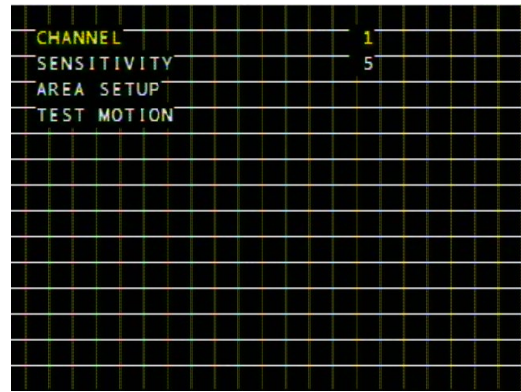 CHANNEL 1
SENSITIVITY 5
AREA SETUP
TEST MOTION